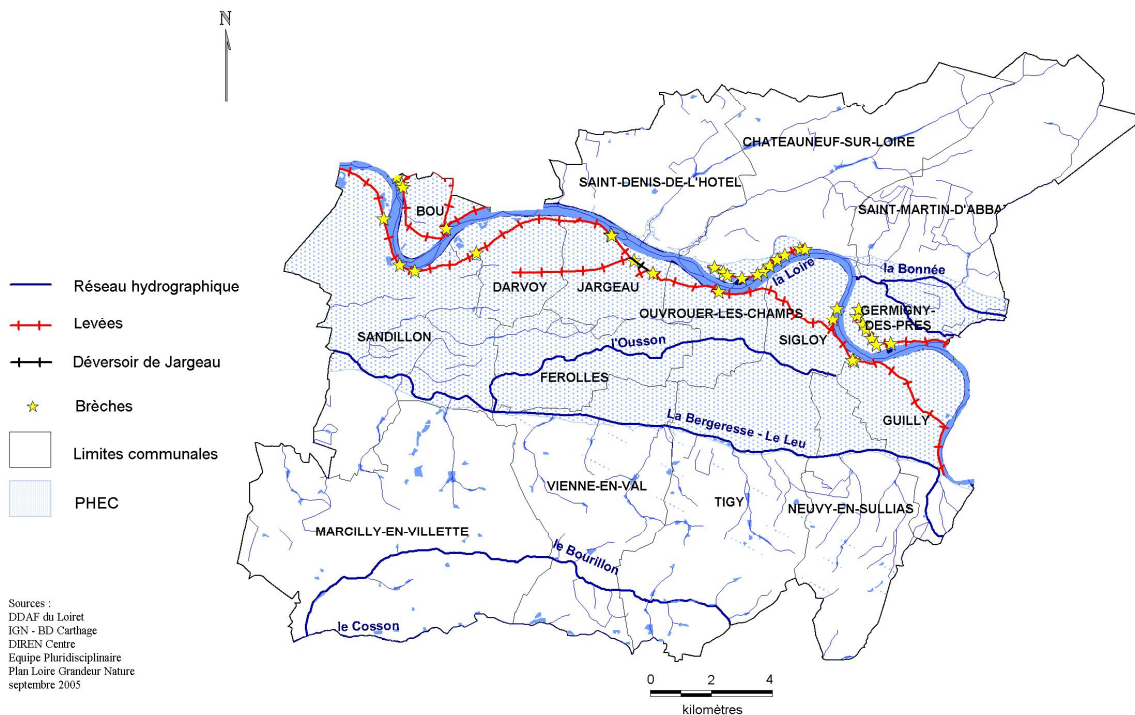 N
CHATEAUNEUF-SUR-LOIRE
SAINT-DENIS-DE-L'HOTEL
SAINT-MARTIN-D'ABBA
BOU
la Bonnée
la Loire
Réseau hydrographique
DARVOY
JARGEAU
GERMIGNY-
DES-PRES
OUVROUER-LES-CHAMPS
Levées
SANDILLON
l'Ousson
SIGLOY
Déversoir de Jargeau
FEROLLES
Brèches
La Bergeresse - Le Leu
GUILLY
Limites communales
VIENNE-EN-VAL
TIGY
NEUVY-EN-SULLIAS
PHEC
MARCILLY-EN-VILLETTE
le Bourillon
le Cosson
Sources :
DDAF du Loiret
IGN - BD Carthage
DIREN Centre
Equipe Pluridisciplinaire
Plan Loire Grandeur Nature
septembre 2005
0 2 4
kilomètres